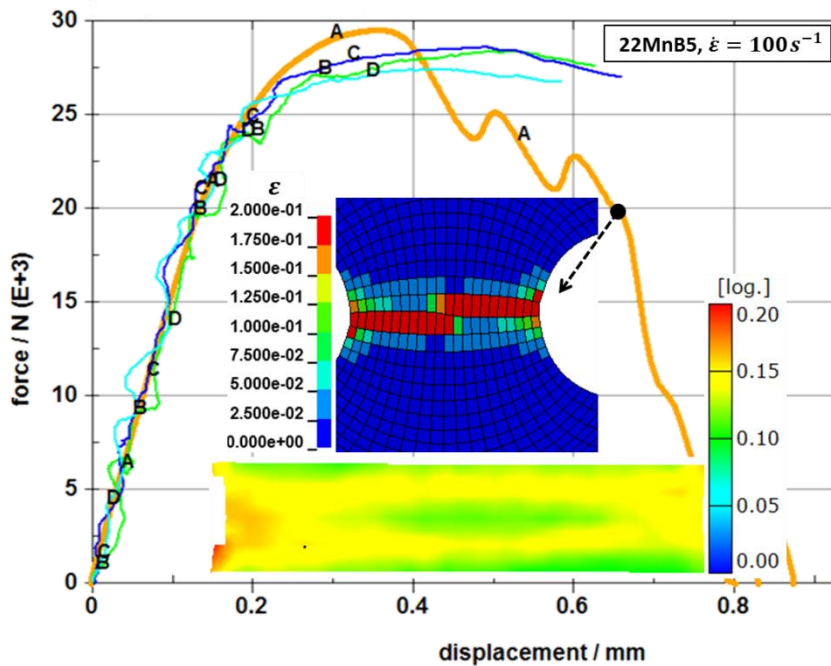 30
22MnB5, ε̇ = 100s⁻¹
A
C
B
D
25
C
D B
A
ε
2.000e-01
1.750e-01
1.500e-01
1.250e-01
1.000e-01
7.500e-02
5.000e-02
2.500e-02
0.000e+00
C A D
B
20
15
D
C
10
B
A
5
D
C
B
0
[log.]
0.20
0.15
0.10
0.05
0.00
force / N (E+3)
0
0.2
0.4
0.6
0.8
displacement / mm